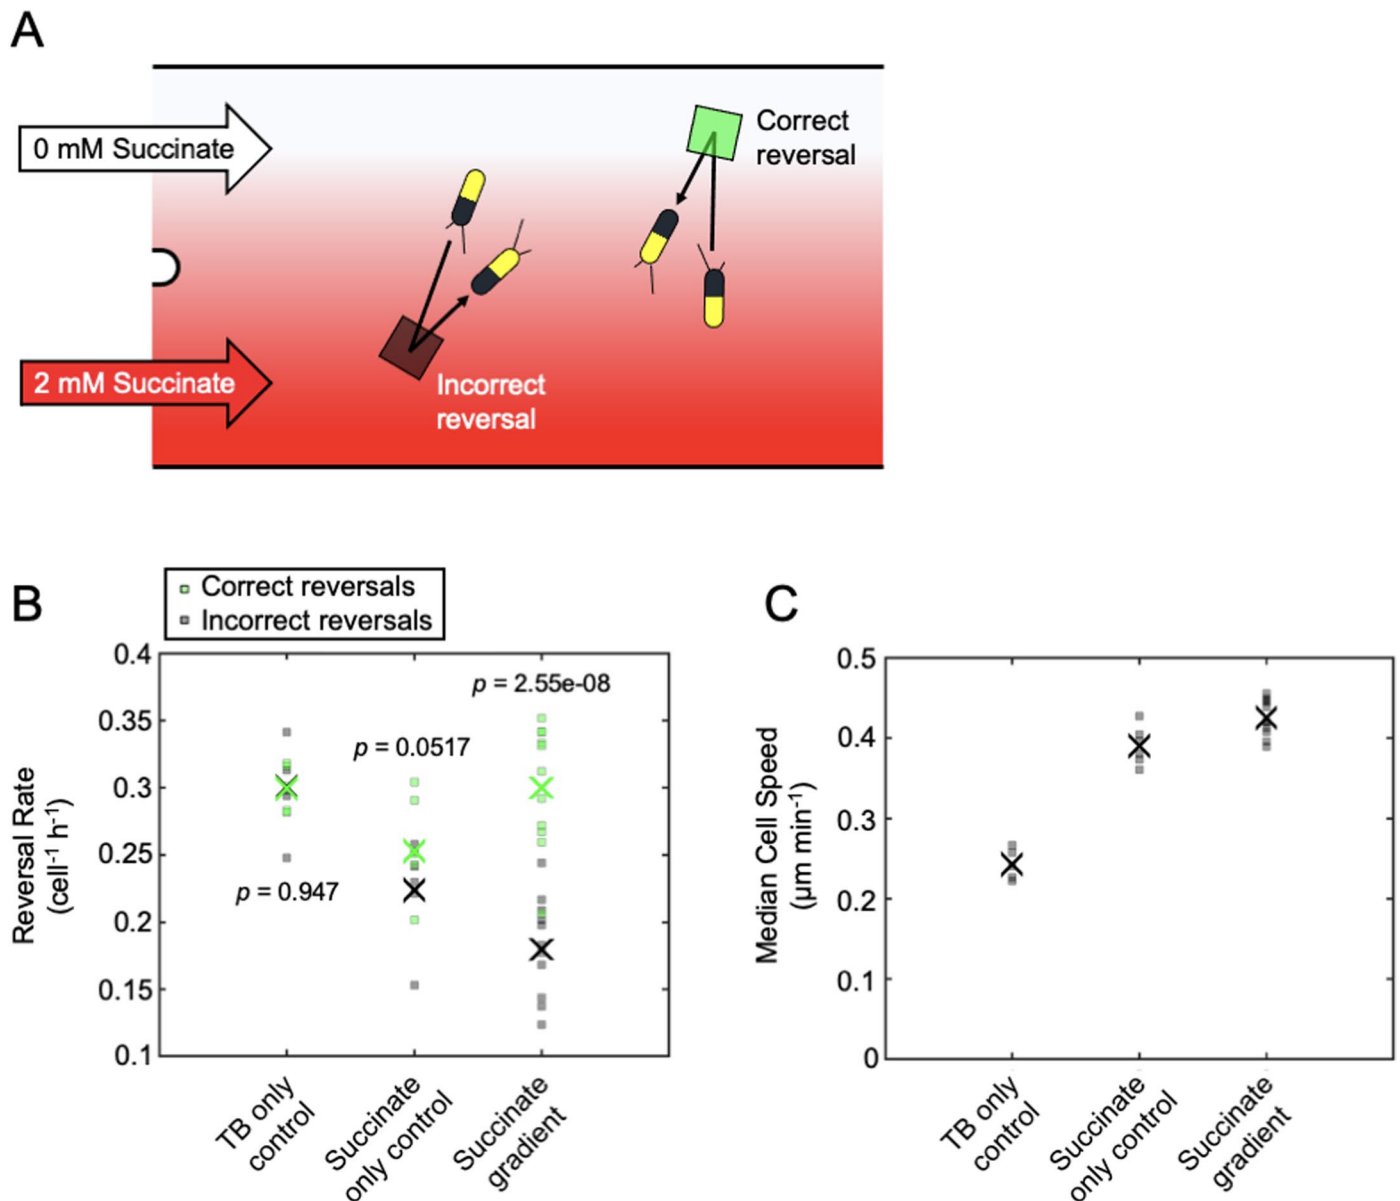 A
0 mM Succinate
Correct
reversal
2 mM Succinate
Incorrect
reversal
B
Correct reversals
Incorrect reversals
Reversal Rate
(cell⁻¹ h⁻¹)
0.4
0.35
0.3
0.25
0.2
0.15
0.1
p = 0.947
p = 0.0517
p = 2.55e-08
TB only
control
Succinate
only control
Succinate
gradient
C
Median Cell Speed
(µm min⁻¹)
0.5
0.4
0.3
0.2
0.1
0
TB only
control
Succinate
only control
Succinate
gradient